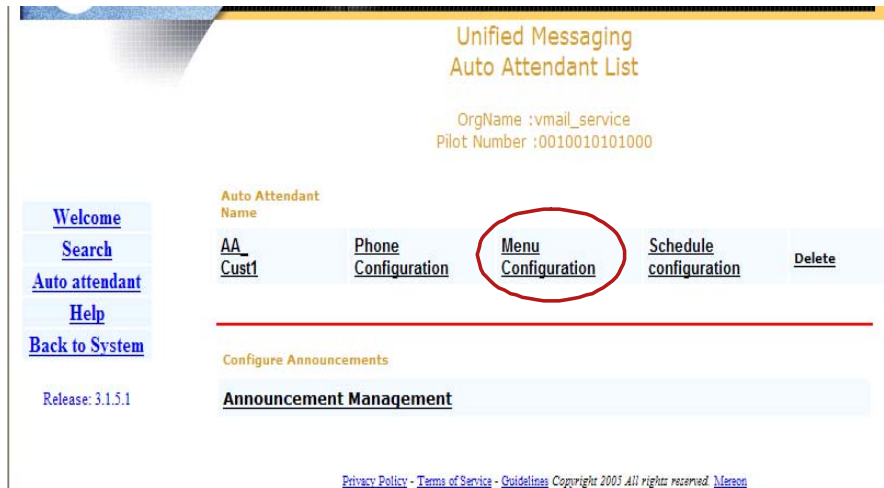 Unified Messaging
Auto Attendant List
OrgName :vmail_service
Pilot Number :0010010101000
Welcome
Search
Auto attendant
Help
Back to System
Release: 3.1.5.1
Auto Attendant
Name
AA_
Cust1
Phone
Configuration
Menu
Configuration
Schedule
configuration
Delete
Configure Announcements
Announcement Management
Privacy Policy - Terms of Service - Guidelines Copyright 2005 All rights reserved. Mereon